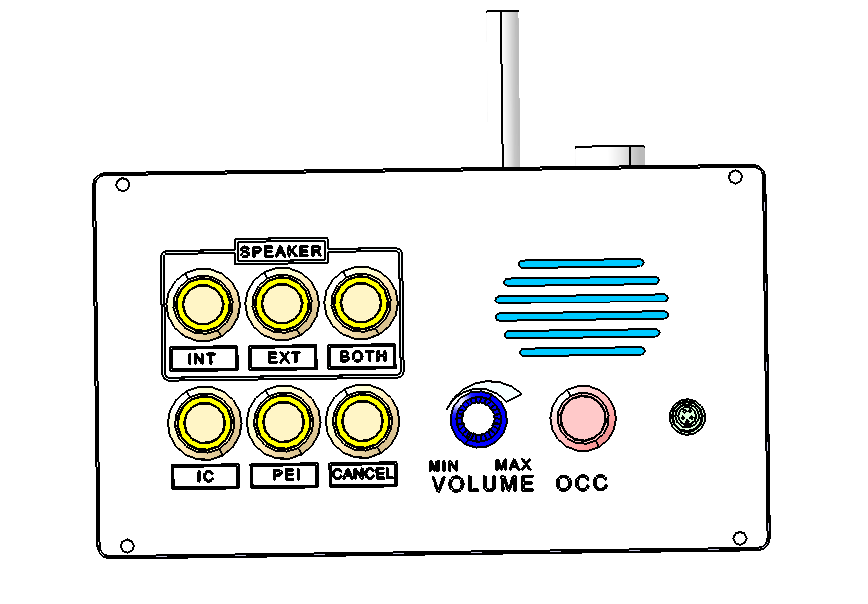 SPEAKER
INT EXT BOTH
IC PEI CANCEL
MIN MAX
VOLUME OCC